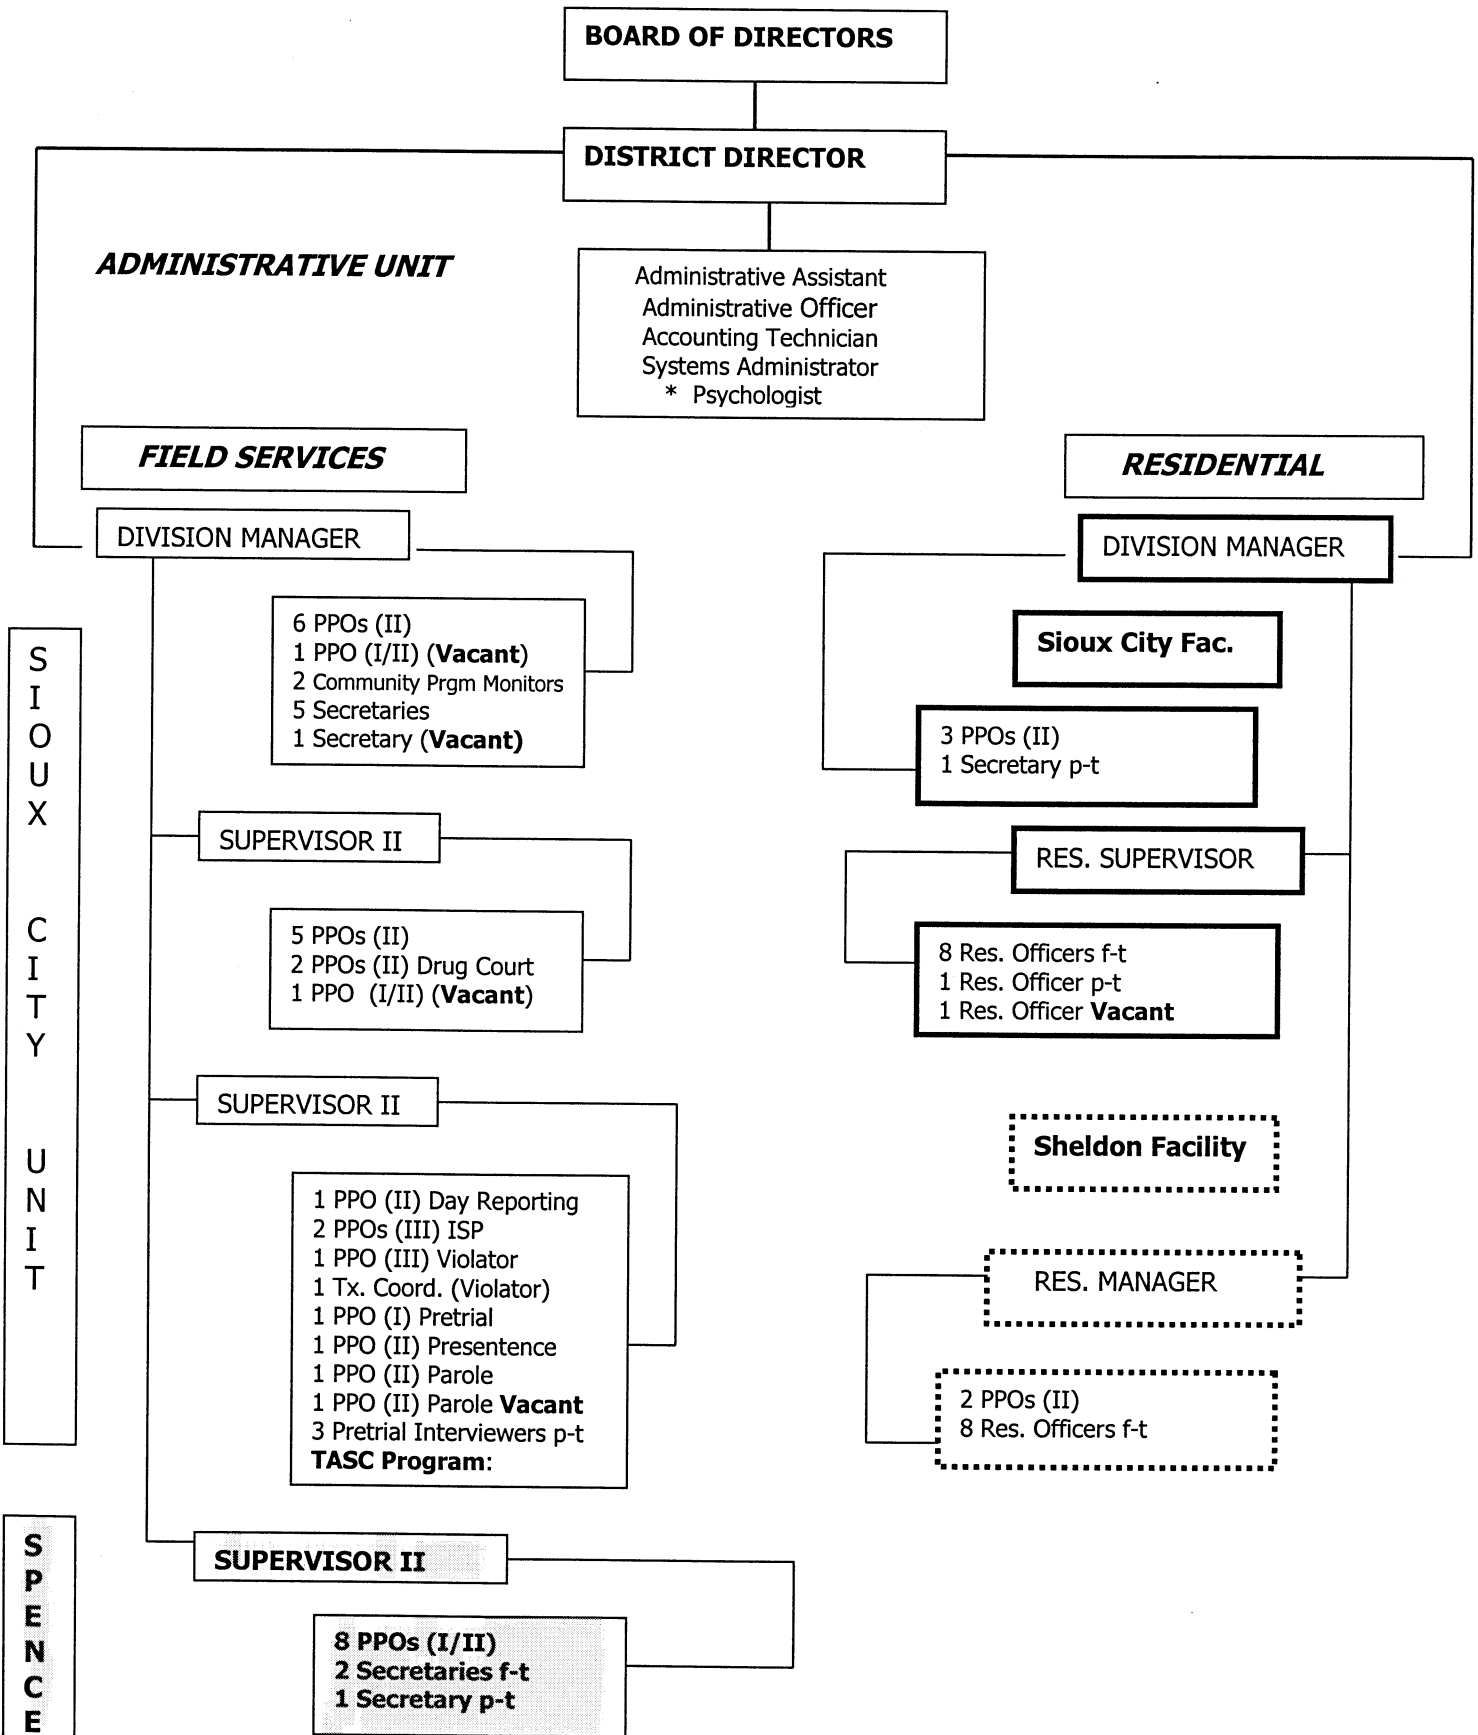 BOARD OF DIRECTORS
DISTRICT DIRECTOR
ADMINISTRATIVE UNIT
Administrative Assistant
Administrative Officer
Accounting Technician
Systems Administrator
* Psychologist
FIELD SERVICES
DIVISION MANAGER
6 PPOs (II)
1 PPO (I/II) (Vacant)
2 Community Prgm Monitors
5 Secretaries
1 Secretary (Vacant)
SIOUX CITY UNIT
SUPERVISOR II
5 PPOs (II)
2 PPOs (II) Drug Court
1 PPO (I/II) (Vacant)
SUPERVISOR II
1 PPO (II) Day Reporting
2 PPOs (III) ISP
1 PPO (III) Violator
1 Tx. Coord. (Violator)
1 PPO (I) Pretrial
1 PPO (II) Presentence
1 PPO (II) Parole
1 PPO (II) Parole Vacant
3 Pretrial Interviewers p-t
TASC Program:
SPENCE
SUPERVISOR II
8 PPOs (I/II)
2 Secretaries f-t
1 Secretary p-t
RESIDENTIAL
DIVISION MANAGER
Sioux City Fac.
3 PPOs (II)
1 Secretary p-t
RES. SUPERVISOR
8 Res. Officers f-t
1 Res. Officer p-t
1 Res. Officer Vacant
Sheldon Facility
RES. MANAGER
2 PPOs (II)
8 Res. Officers f-t